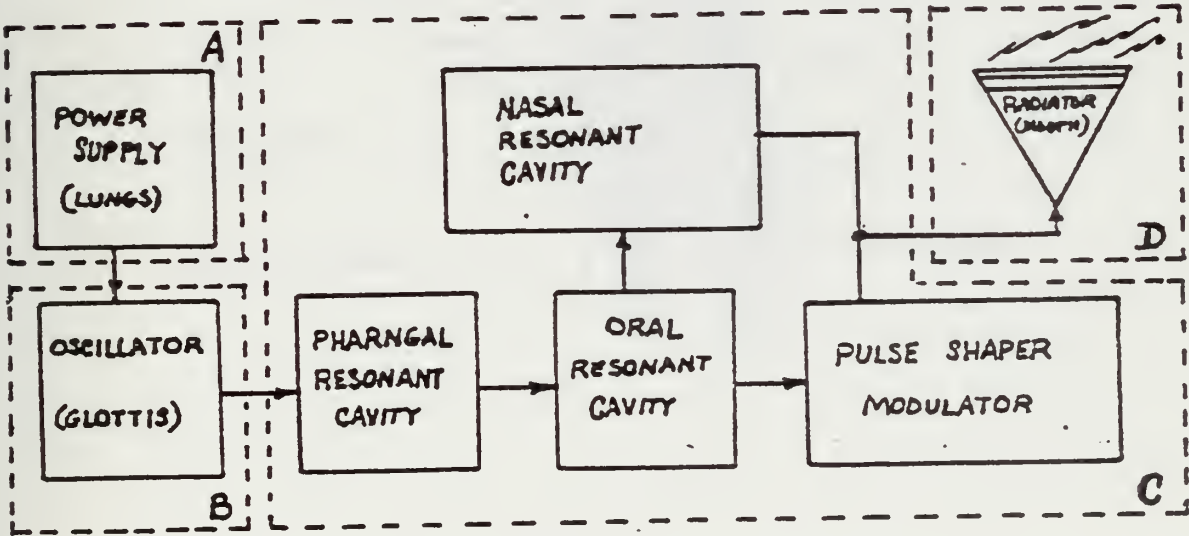 A
POWER
SUPPLY
(LUNGS)
B
OSCILLATOR
(GLOTTIS)
C
PHARNGAL
RESONANT
CAVITY
ORAL
RESONANT
CAVITY
NASAL
RESONANT
CAVITY
PULSE SHAPER
MODULATOR
D
RADIATOR
(MOUTH)